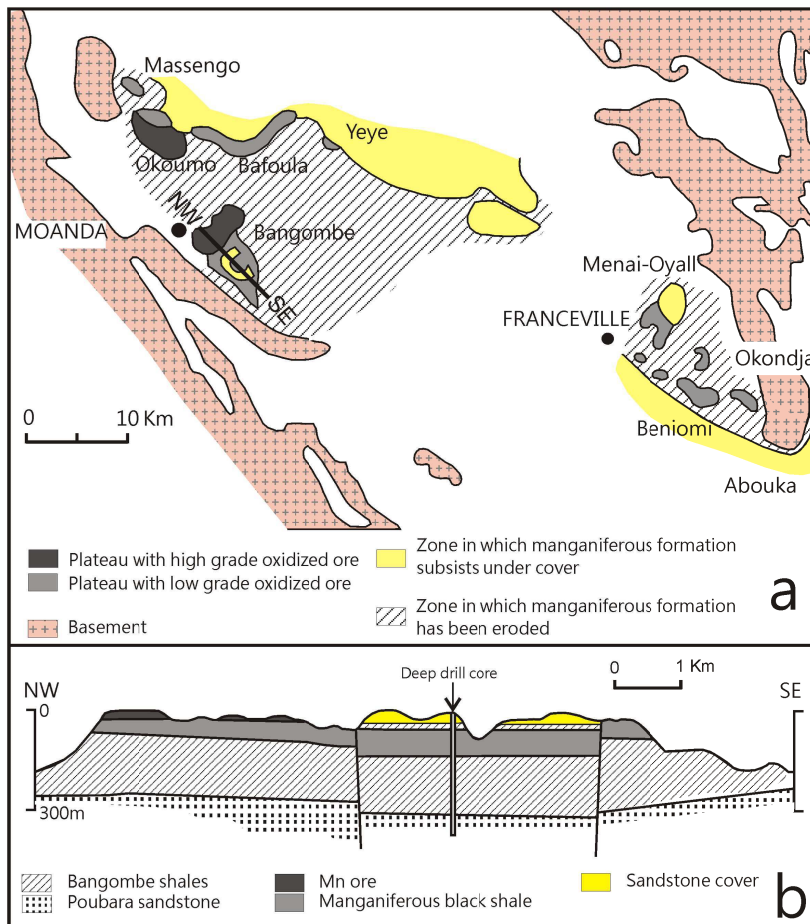 Massengo
Yeye
Okoumo Bafoula
NW
MOANDA
Bangombe
SE
Menai-Oyall
FRANCEVILLE
Okondja
0 10 Km
Beniomi
Abouka
Plateau with high grade oxidized ore
Plateau with low grade oxidized ore
Basement
Zone in which manganiferous formation
subsists under cover
Zone in which manganiferous formation
has been eroded
a
Deep drill core
0 1 Km
NW
SE
0
300m
Bangombe shales
Poubara sandstone
Mn ore
Manganiferous black shale
Sandstone cover
b